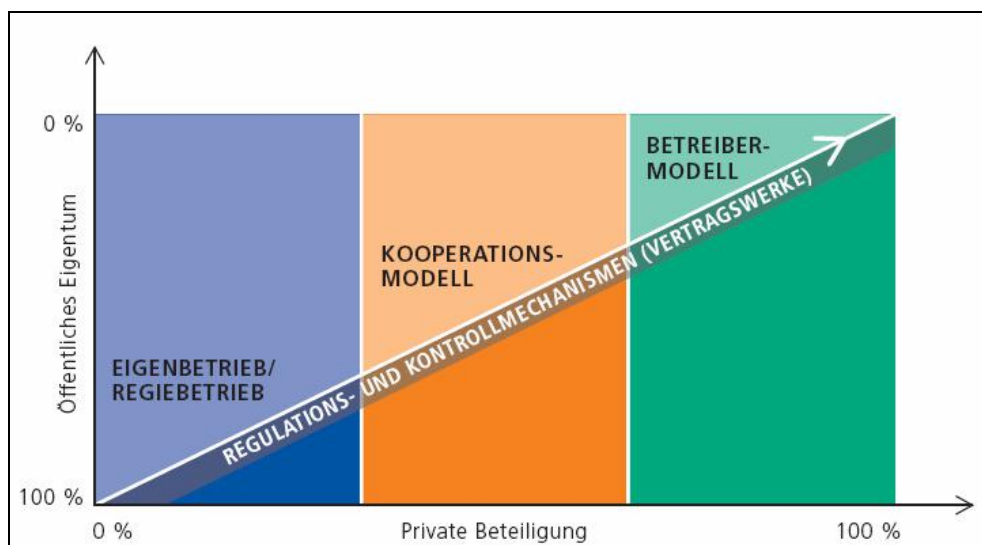 0 %
BETREIBER-
MODELL
KOOPERATIONS-
MODELL
EIGENBETRIEB/
REGIEBETRIEB
REGULATIONS- UND KONTROLLMECHANISMEN (VERTRAGSWERKE)
Öffentliches Eigentum
100 %
0 %
Private Beteiligung
100 %